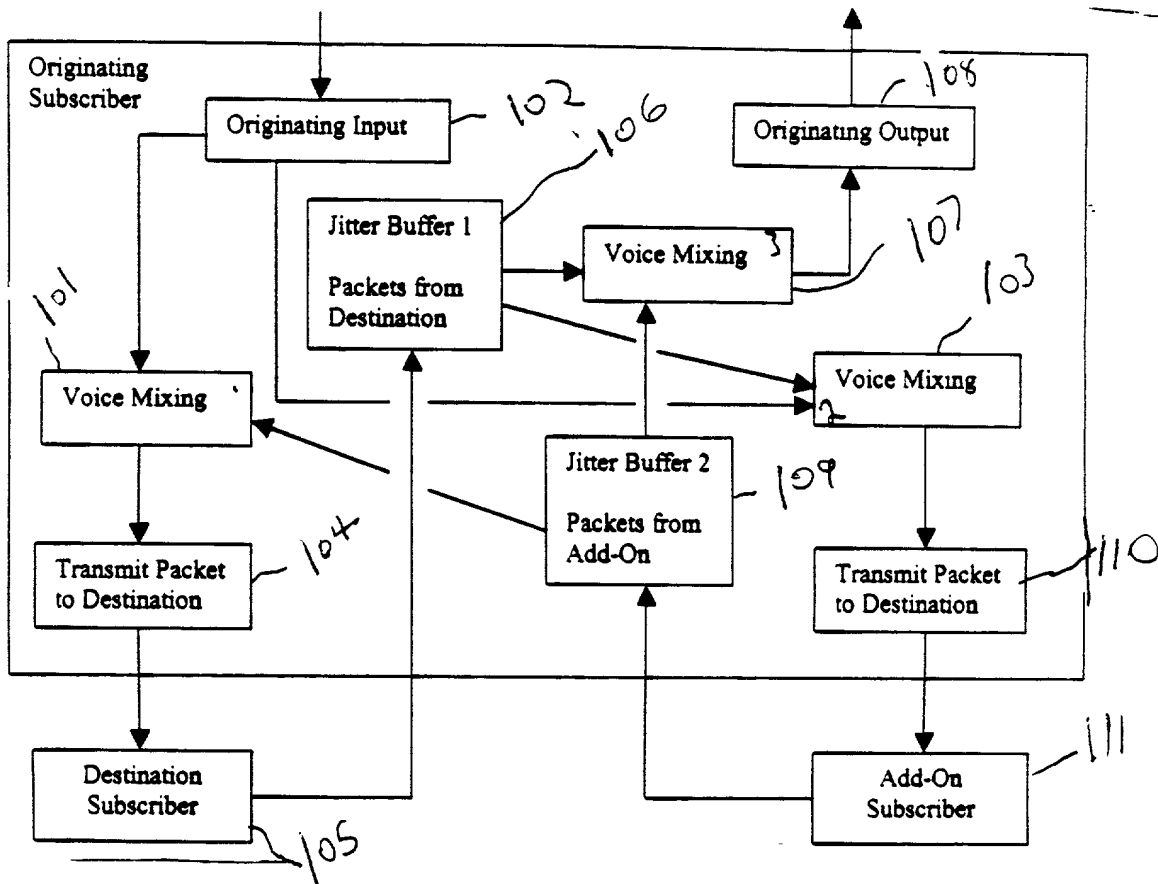 Originating
Subscriber
Originating Input
102
106
108
Originating Output
Jitter Buffer 1
Packets from
Destination
Voice Mixing 3
107
103
101
Voice Mixing
Voice Mixing
2
Jitter Buffer 2
Packets from
Add-On
109
104
Transmit Packet
to Destination
Transmit Packet
to Destination
110
Destination
Subscriber
105
Add-On
Subscriber
111